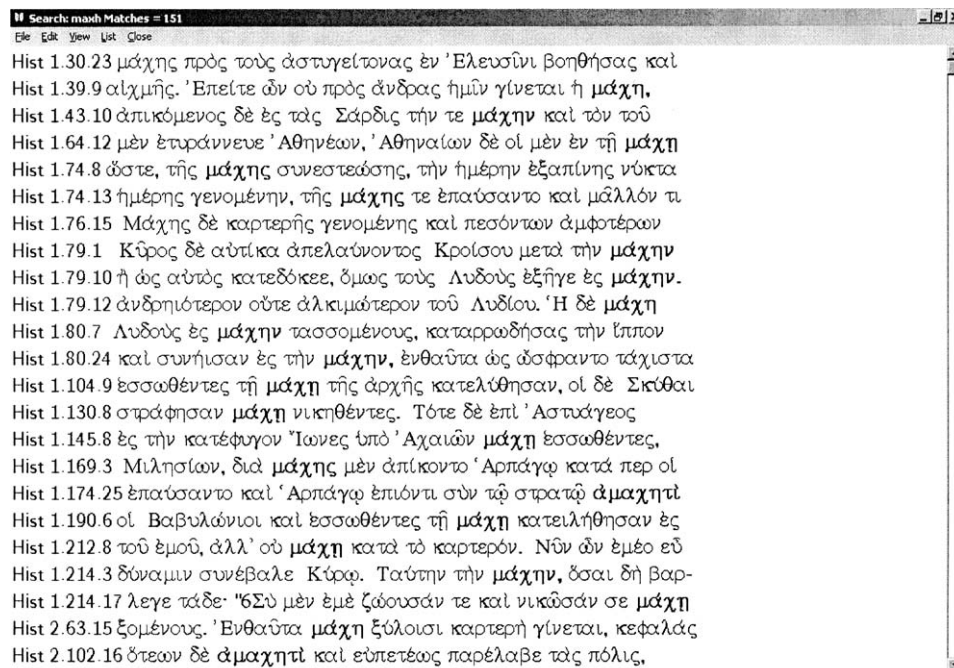 Search: maxh Matches = 151
File Edit View List Close
Hist 1.30.23 μάχης πρὸς τοὺς ἀστυγείτονας ἐν Ἐλευσῖνι βοηθήσας καὶ
Hist 1.39.9 αἰχμῆς. Ἐπείτε ὦν οὐ πρὸς ἄνδρας ἡμῖν γίνεται ἡ μάχη,
Hist 1.43.10 ἀπικόμενος δὲ ἐς τὰς Σάρδις τήν τε μάχην καὶ τὸν τοῦ
Hist 1.64.12 μὲν ἐτυράννευε Ἀθηνέων, Ἀθηναίων δὲ οἱ μὲν ἐν τῇ μάχῃ
Hist 1.74.8 ὥστε, τῆς μάχης συνεστεώσης, τὴν ἡμέρην ἐξαπίνης νύκτα
Hist 1.74.13 ἡμέρης γενομένην, τῆς μάχης τε ἐπαύσαντο καὶ μᾶλλόν τι
Hist 1.76.15 Μάχης δὲ καρτερῆς γενομένης καὶ πεσόντων ἀμφοτέρων
Hist 1.79.1 Κῦρος δὲ αὐτίκα ἀπελαύνοντος Κροίσου μετὰ τὴν μάχην
Hist 1.79.10 ἢ ὡς αὐτὸς κατεδόκεε, ὅμως τοὺς Λυδοὺς ἐξῆγε ἐς μάχην.
Hist 1.79.12 ἀνδρηιότερον οὔτε ἀλκιμώτερον τοῦ Λυδίου. Ἡ δὲ μάχη
Hist 1.80.7 Λυδοὺς ἐς μάχην τασσομένους, καταρρωδήσας τὴν ἵππον
Hist 1.80.24 καὶ συνήισαν ἐς τὴν μάχην, ἐνθαῦτα ὡς ὤσφραντο τάχιστα
Hist 1.104.9 ἑσσωθέντες τῇ μάχῃ τῆς ἀρχῆς κατελύθησαν, οἱ δὲ Σκύθαι
Hist 1.130.8 στράφησαν μάχῃ νικηθέντες. Τότε δὲ ἐπὶ Ἀστυάγεος
Hist 1.145.8 ἐς τὴν κατέφυγον Ἴωνες ὑπὸ Ἀχαιῶν μάχῃ ἑσσωθέντες,
Hist 1.169.3 Μιλησίων, διὰ μάχης μὲν ἀπίκοντο Ἁρπάγῳ κατά περ οἱ
Hist 1.174.25 ἐπαύσαντο καὶ Ἁρπάγῳ ἐπιόντι σὺν τῷ στρατῷ ἀμαχητὶ
Hist 1.190.6 οἱ Βαβυλώνιοι καὶ ἑσσωθέντες τῇ μάχῃ κατειλήθησαν ἐς
Hist 1.212.8 τοῦ ἐμοῦ, ἀλλ' οὐ μάχῃ κατὰ τὸ καρτερόν. Νῦν ὦν ἐμέο εὖ
Hist 1.214.3 δύναμιν συνέβαλε Κύρῳ. Ταύτην τὴν μάχην, ὅσαι δὴ βαρ-
Hist 1.214.17 λεγε τάδε· "6Σὺ μὲν ἐμὲ ζώουσάν τε καὶ νικῶσάν σε μάχῃ
Hist 2.63.15 ξομένους. Ἐνθαῦτα μάχη ξύλοισι καρτερὴ γίνεται, κεφαλάς
Hist 2.102.16 ὅτεων δὲ ἀμαχητὶ καὶ εὐπετέως παρέλαβε τὰς πόλις,